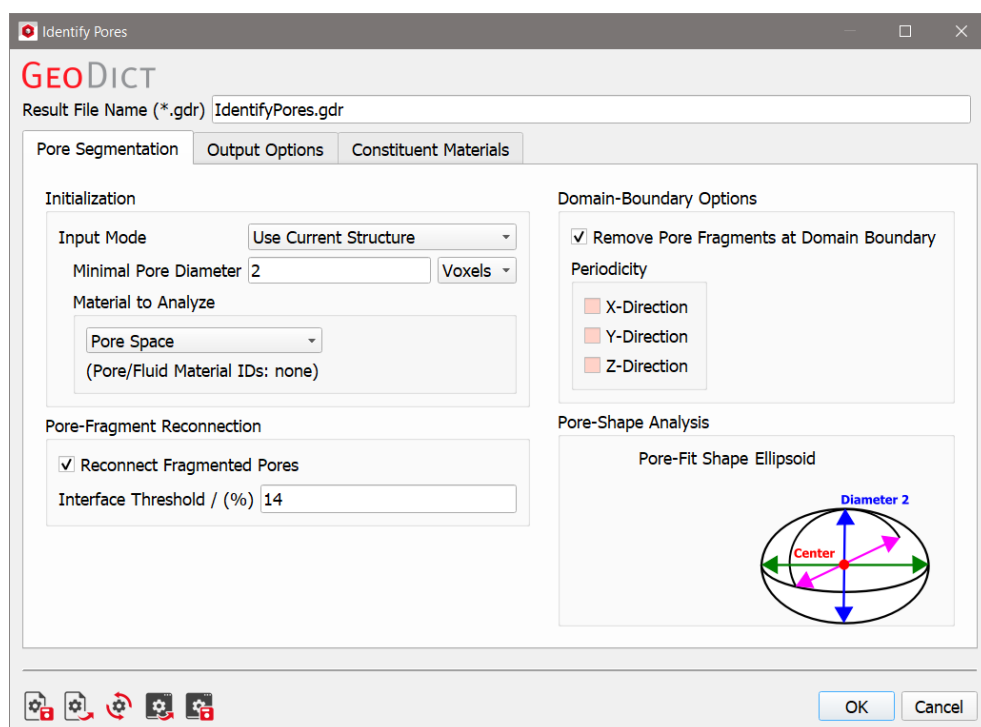 Identify Pores
GEODICT
Result File Name (*.gdr) IdentifyPores.gdr
Pore Segmentation Output Options Constituent Materials
Initialization
Input Mode Use Current Structure
Minimal Pore Diameter 2 Voxels
Material to Analyze
Pore Space
(Pore/Fluid Material IDs: none)
Pore-Fragment Reconnection
Reconnect Fragmented Pores
Interface Threshold / (%) 14
Domain-Boundary Options
Remove Pore Fragments at Domain Boundary
Periodicity
X-Direction
Y-Direction
Z-Direction
Pore-Shape Analysis
Pore-Fit Shape Ellipsoid
Diameter 2
Center
OK Cancel